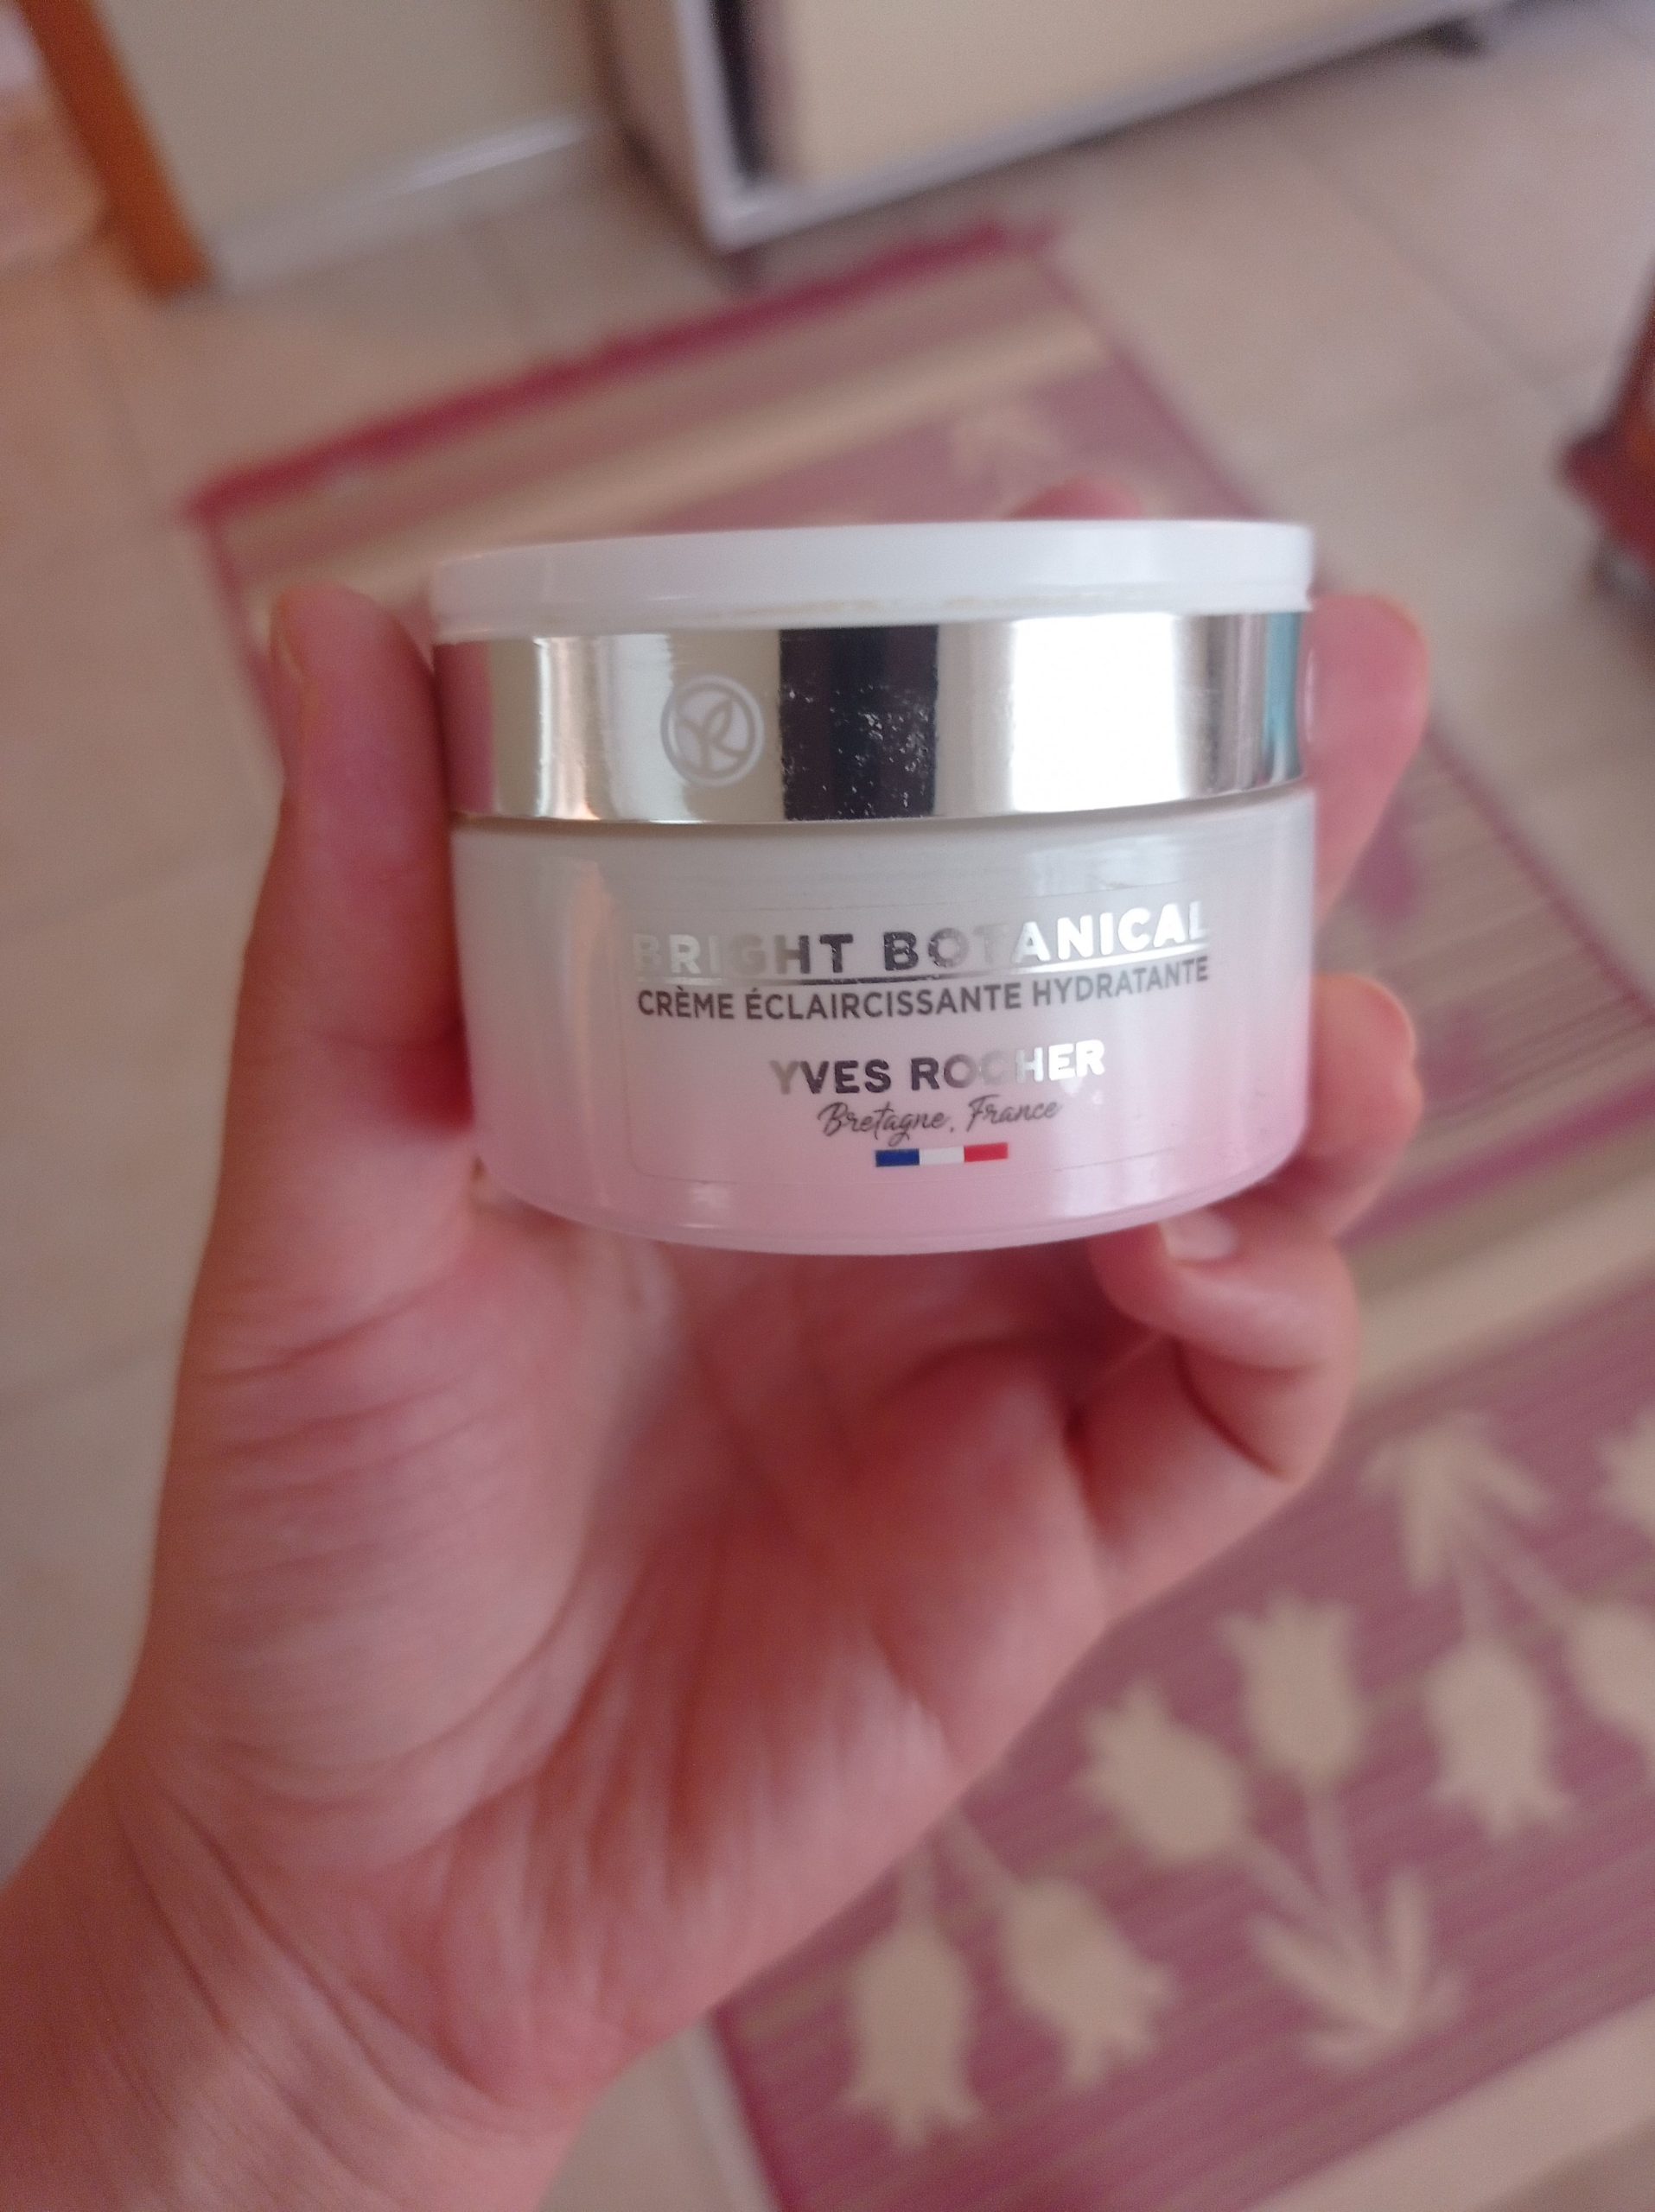 BRIGHT BOTANICAL
CRÈME ÉCLAIRCISSANTE HYDRATANTE
YVES ROCHER
Bretagne, France